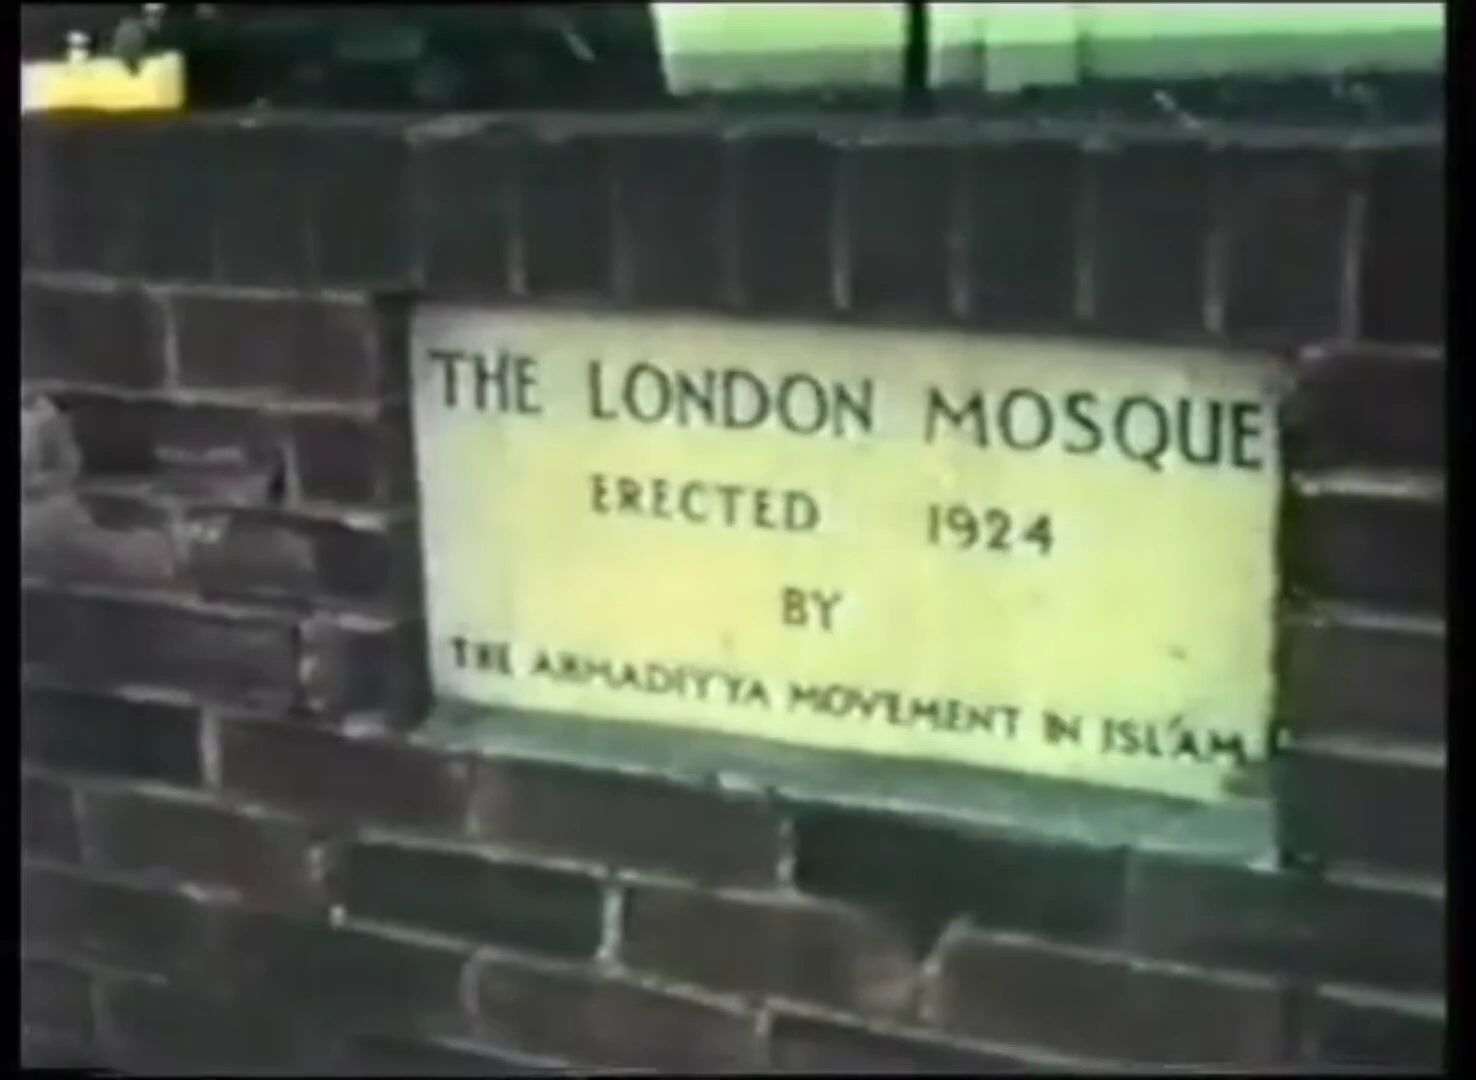 THE LONDON MOSQUE
ERECTED 1924
BY
THE AHMADIYYA MOVEMENT IN ISLAM